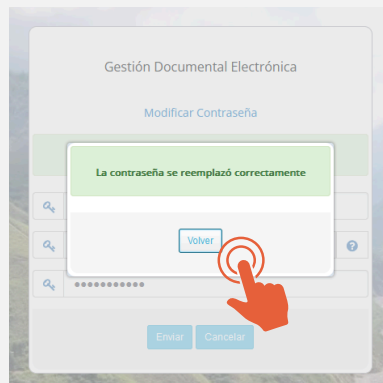 Gestión Documental Electrónica
Modificar Contraseña
La contraseña se reemplazó correctamente
Volver
Enviar Cancelar